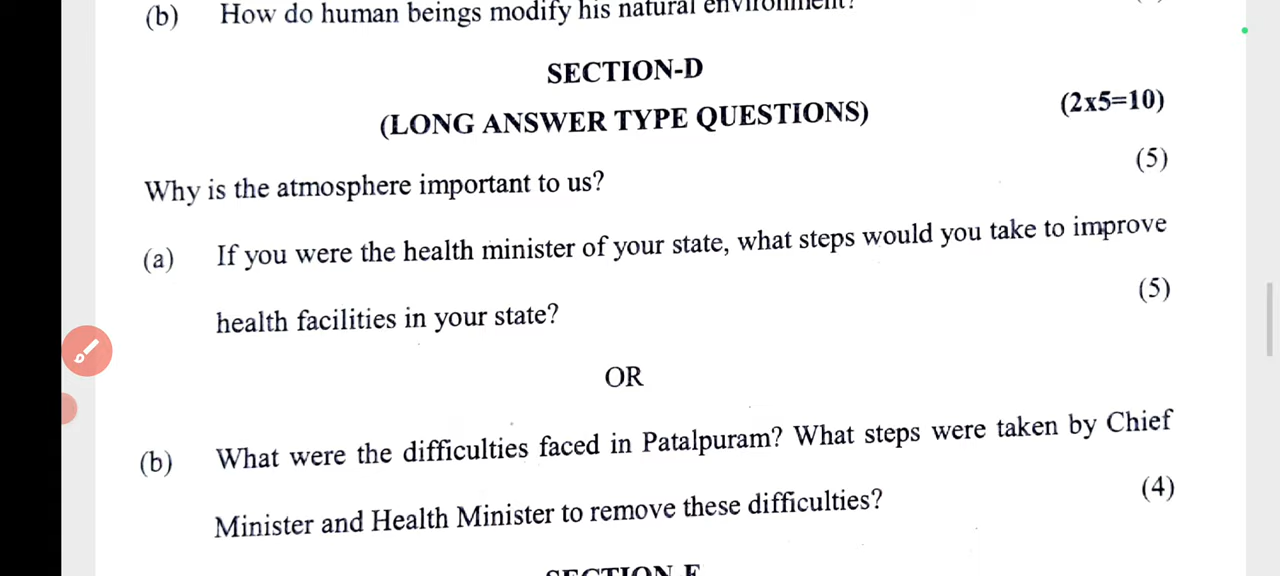 (b) How do human beings modify his natural environment?
SECTION-D
(LONG ANSWER TYPE QUESTIONS) (2x5=10)
Why is the atmosphere important to us? (5)
(a) If you were the health minister of your state, what steps would you take to improve
health facilities in your state? (5)
OR
(b) What were the difficulties faced in Patalpuram? What steps were taken by Chief
Minister and Health Minister to remove these difficulties? (4)
SECTION-E